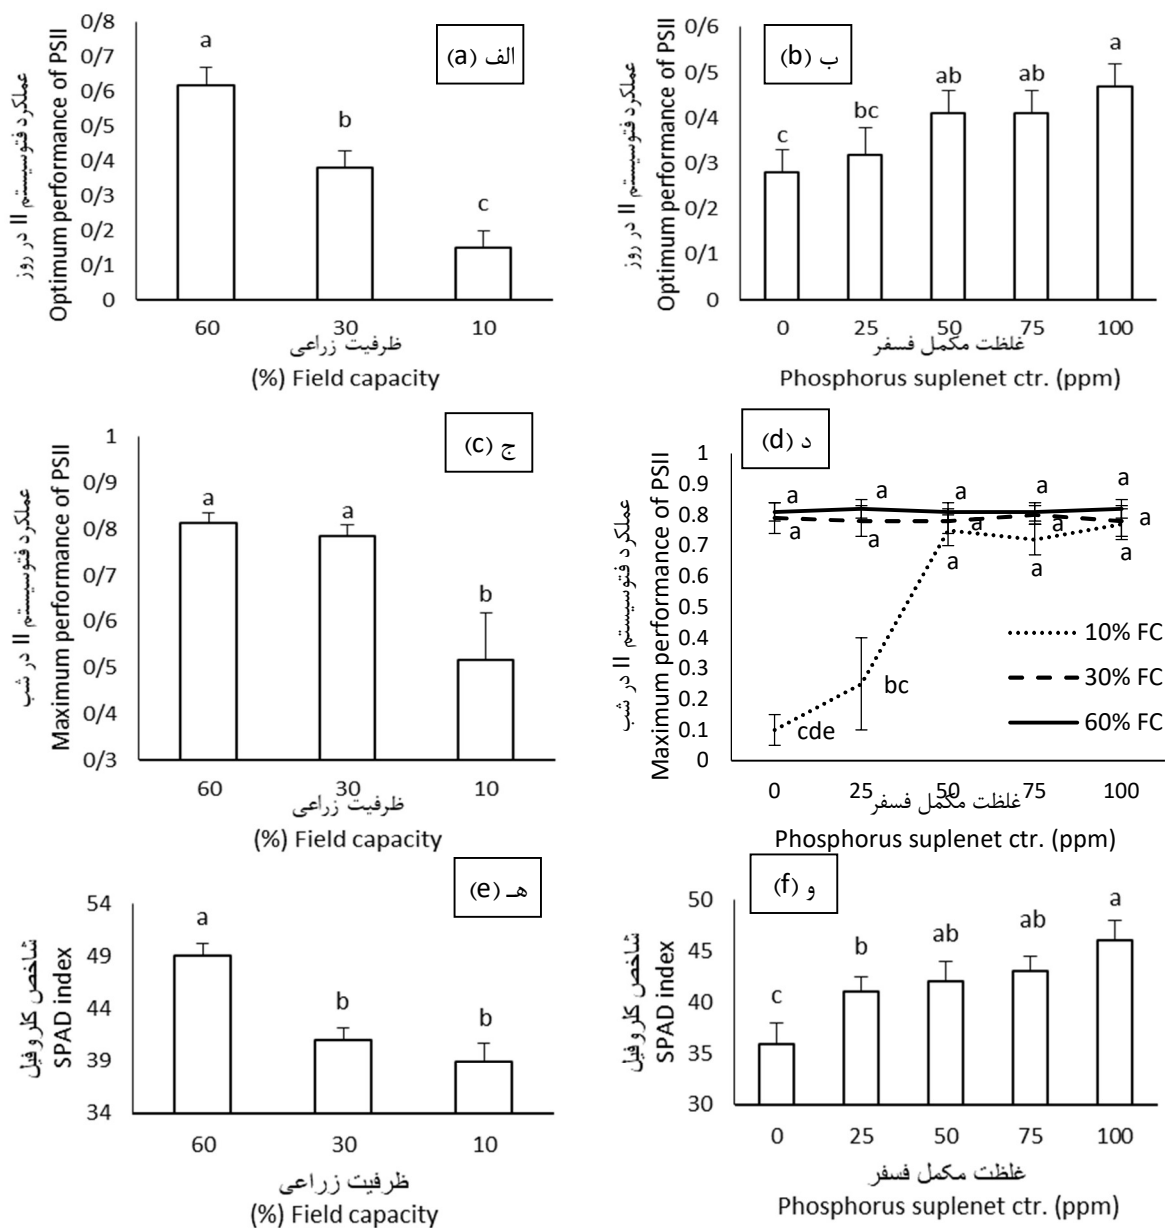 الف (a)
عملکرد فتوسیستم II در روز
Optimum performance of PSII
0/8
0/7
0/6
0/5
0/4
0/3
0/2
0/1
0
a
b
c
60 30 10
ظرفیت زراعی
(%) Field capacity
ب (b)
عملکرد فتوسیستم II در روز
Optimum performance of PSII
0/6
0/5
0/4
0/3
0/2
0/1
0
c
bc
ab
ab
a
0 25 50 75 100
غلظت مکمل فسفر
Phosphorus suplenet ctr. (ppm)
ج (c)
عملکرد فتوسیستم II در شب
Maximum performance of PSII
1
0/9
0/8
0/7
0/6
0/5
0/4
0/3
a
a
b
60 30 10
ظرفیت زراعی
(%) Field capacity
د (d)
عملکرد فتوسیستم II در شب
Maximum performance of PSII
1
0.9
0.8
0.7
0.6
0.5
0.4
0.3
0.2
0.1
0
a a a a a
a a a a a
cde
bc
a a a
10% FC
30% FC
60% FC
0 25 50 75 100
غلظت مکمل فسفر
Phosphorus suplenet ctr. (ppm)
هـ (e)
شاخص کلروفیل
SPAD index
54
49
44
39
34
a
b
b
60 30 10
ظرفیت زراعی
(%) Field capacity
و (f)
شاخص کلروفیل
SPAD index
50
45
40
35
30
c
b
ab
ab
a
0 25 50 75 100
غلظت مکمل فسفر
Phosphorus suplenet ctr. (ppm)